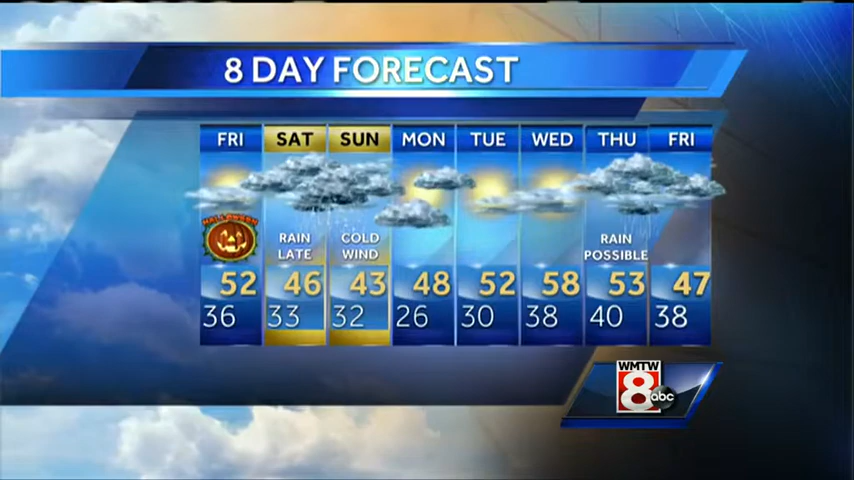 8 DAY FORECAST
FRI SAT SUN MON TUE WED THU FRI
HALLOWEEN
RAIN LATE
COLD WIND
RAIN POSSIBLE
52 46 43 48 52 58 53 47
36 33 32 26 30 38 40 38
WMTW
8 abc